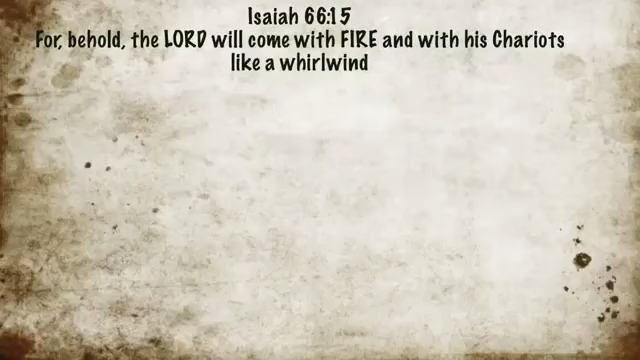 Isaiah 66:15
For, behold, the LORD will come with FIRE and with his Chariots
like a whirlwind